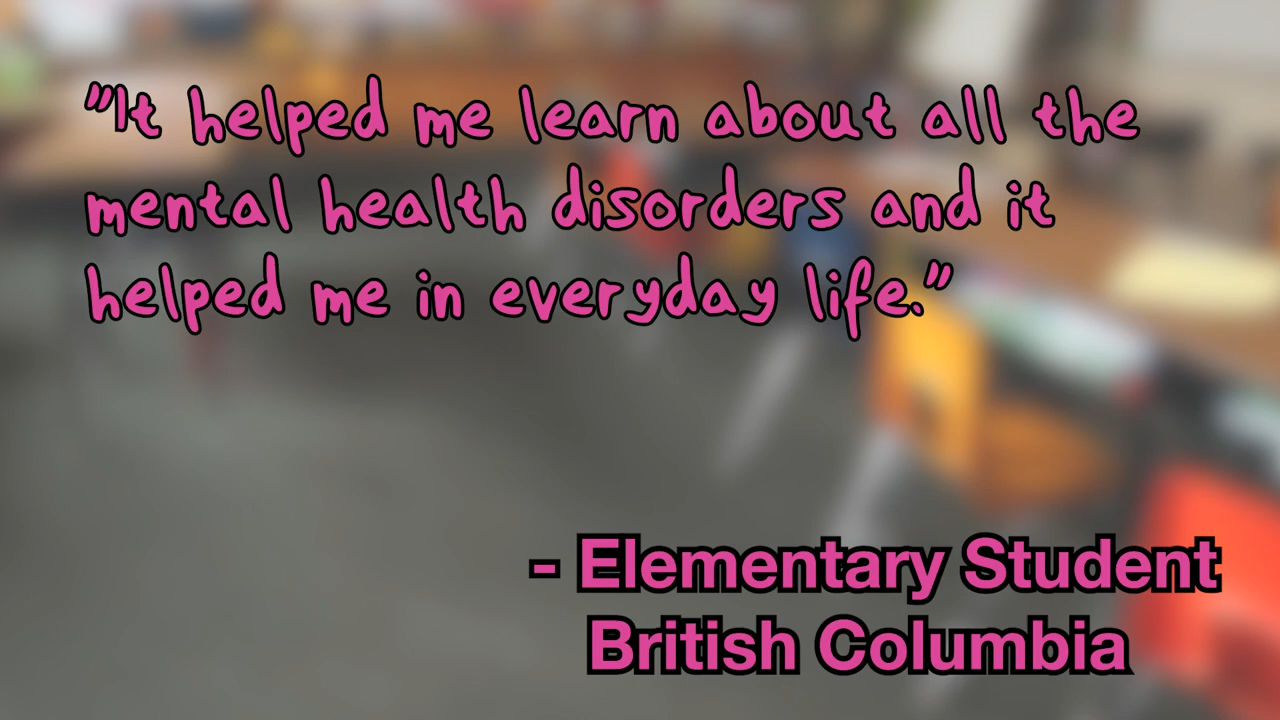 "It helped me learn about all the
mental health disorders and it
helped me in everyday life."
- Elementary Student
British Columbia